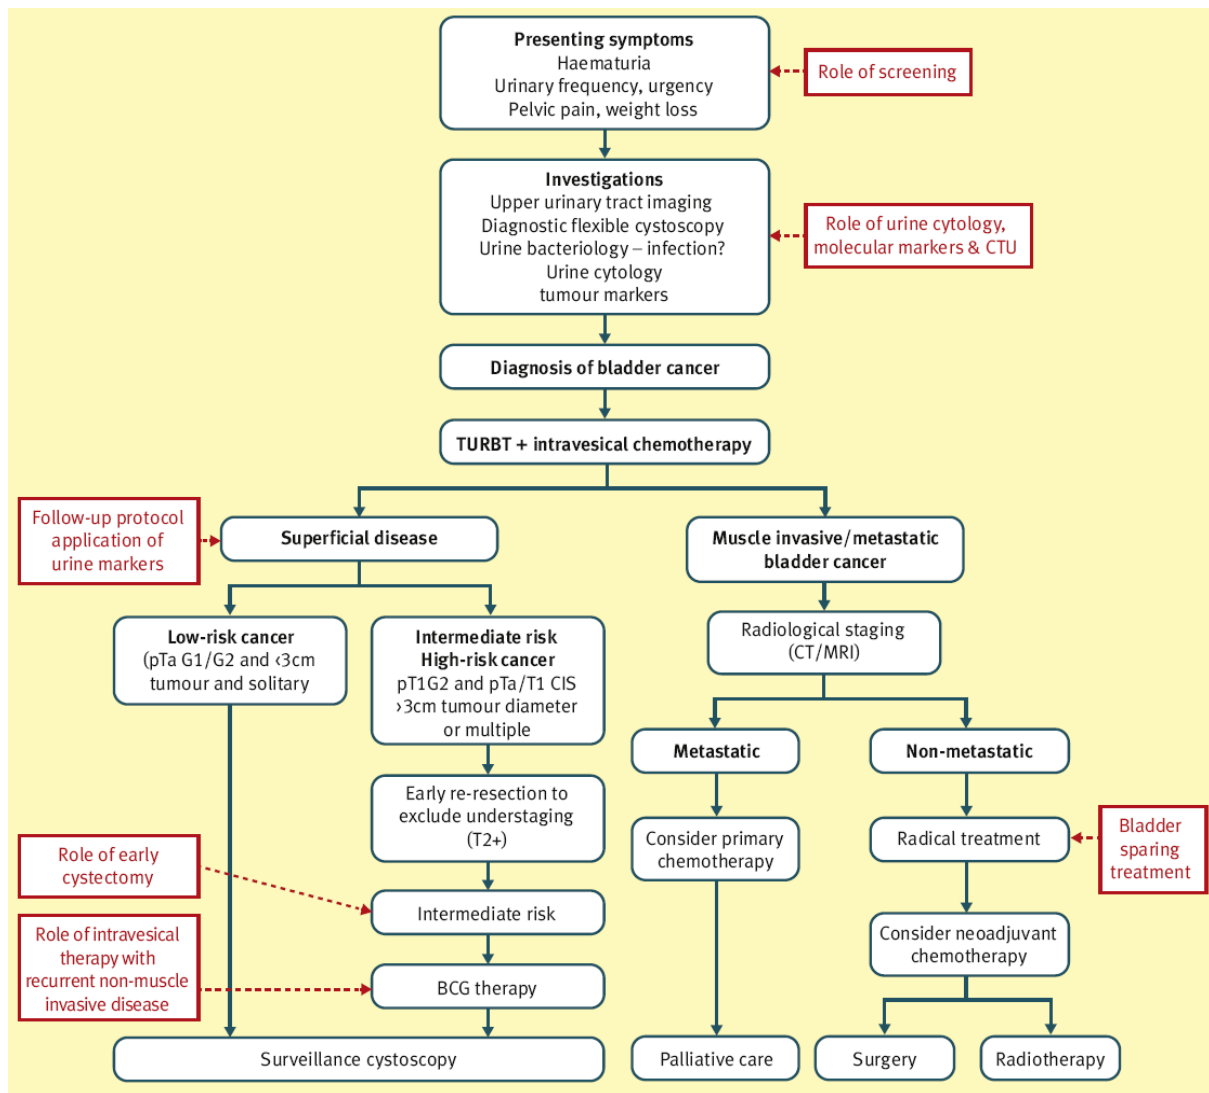 Presenting symptoms
Haematuria
Urinary frequency, urgency
Pelvic pain, weight loss
Role of screening
Investigations
Upper urinary tract imaging
Diagnostic flexible cystoscopy
Urine bacteriology – infection?
Urine cytology
tumour markers
Role of urine cytology,
molecular markers & CTU
Diagnosis of bladder cancer
TURBT + intravesical chemotherapy
Follow-up protocol
application of
urine markers
Superficial disease
Muscle invasive/metastatic
bladder cancer
Low-risk cancer
(pTa G1/G2 and <3cm
tumour and solitary
Intermediate risk
High-risk cancer
pT1G2 and pTa/T1 CIS
>3cm tumour diameter
or multiple
Radiological staging
(CT/MRI)
Metastatic
Non-metastatic
Early re-resection to
exclude understaging
(T2+)
Consider primary
chemotherapy
Radical treatment
Bladder
sparing
treatment
Role of early
cystectomy
Intermediate risk
Consider neoadjuvant
chemotherapy
Role of intravesical
therapy with
recurrent non-muscle
invasive disease
BCG therapy
Surveillance cystoscopy
Palliative care
Surgery
Radiotherapy